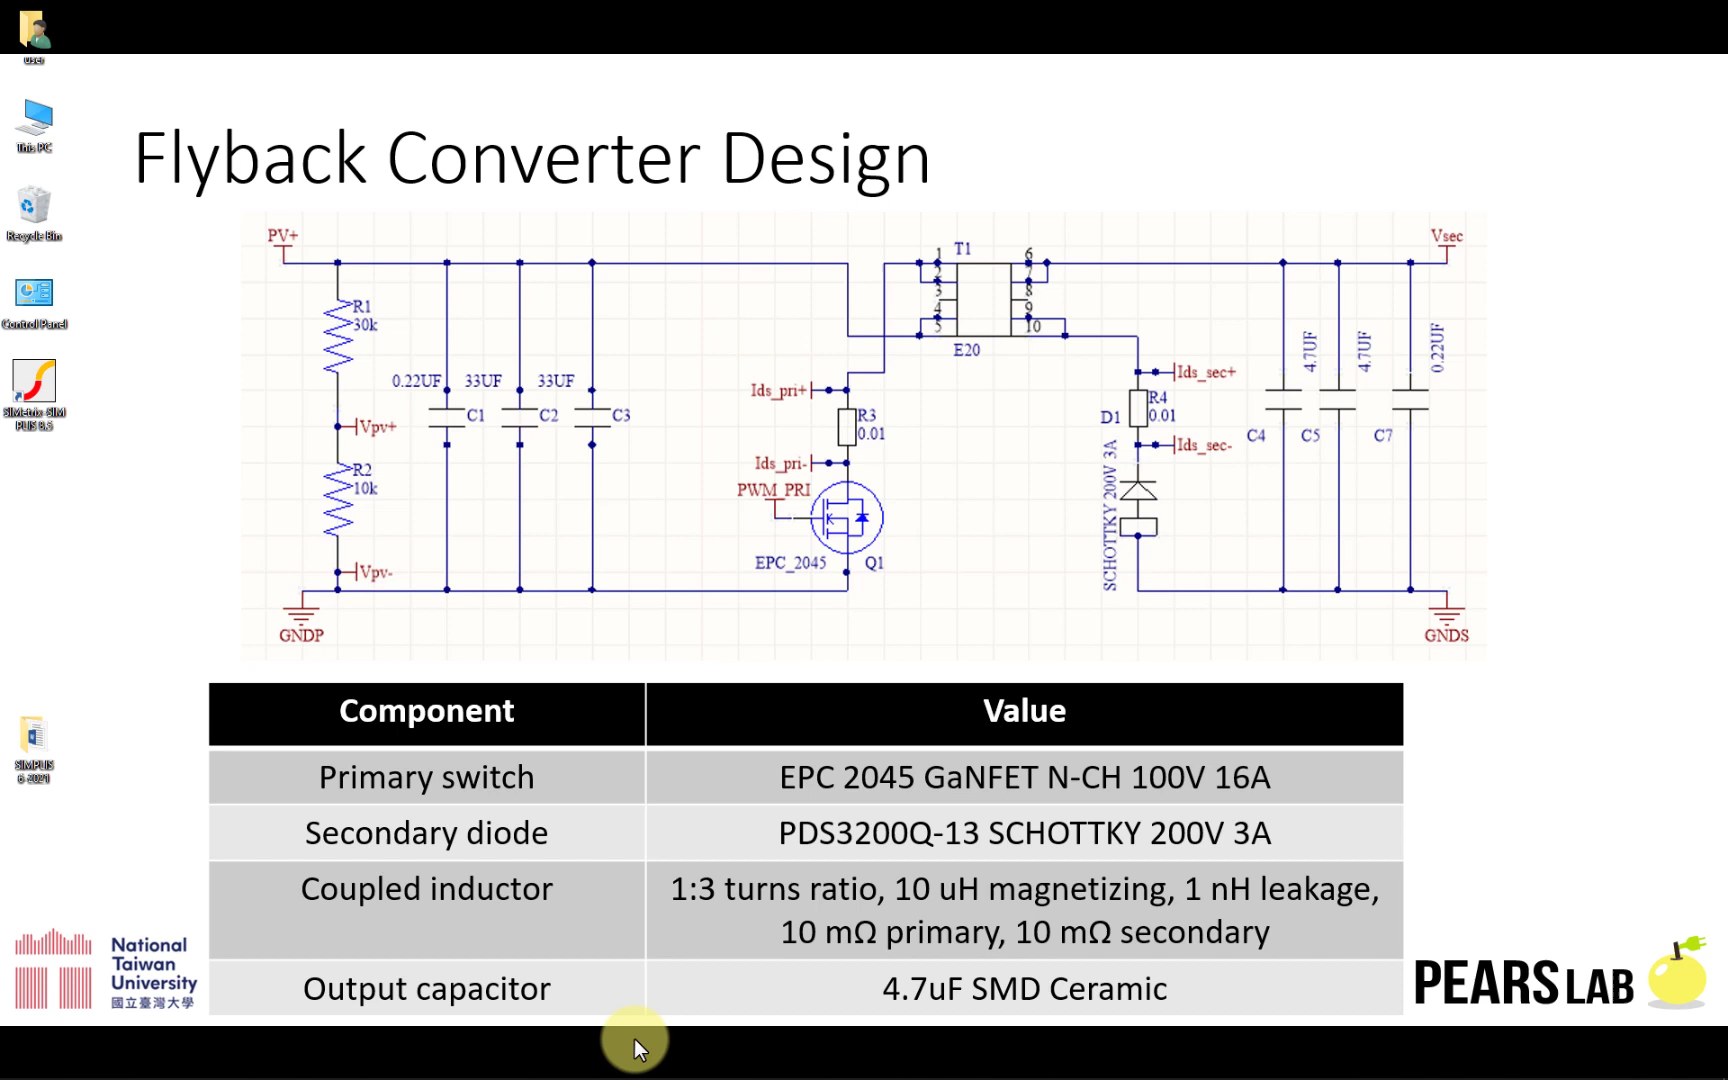 user
This PC
Recycle Bin
Control Panel
SIMetrix-SIM
PLIS 8.5
SIMPLIS
6-2021
Flyback Converter Design
PV+
R1
30k
Vpv+
R2
10k
Vpv-
GNDP
0.22UF
C1
33UF
C2
33UF
C3
Ids_pri+
R3
0.01
Ids_pri-
PWM_PRI
EPC_2045
Q1
T1
1
2
3
4
5
6
7
8
9
10
E20
Ids_sec+
R4
0.01
D1
Ids_sec-
SCHOTTKY 200V 3A
Vsec
4.7UF
4.7UF
0.22UF
C4
C5
C7
GNDS
Component
Value
Primary switch
EPC 2045 GaNFET N-CH 100V 16A
Secondary diode
PDS3200Q-13 SCHOTTKY 200V 3A
Coupled inductor
1:3 turns ratio, 10 uH magnetizing, 1 nH leakage,
10 mΩ primary, 10 mΩ secondary
Output capacitor
4.7uF SMD Ceramic
National
Taiwan
University
國立臺灣大學
PEARS LAB